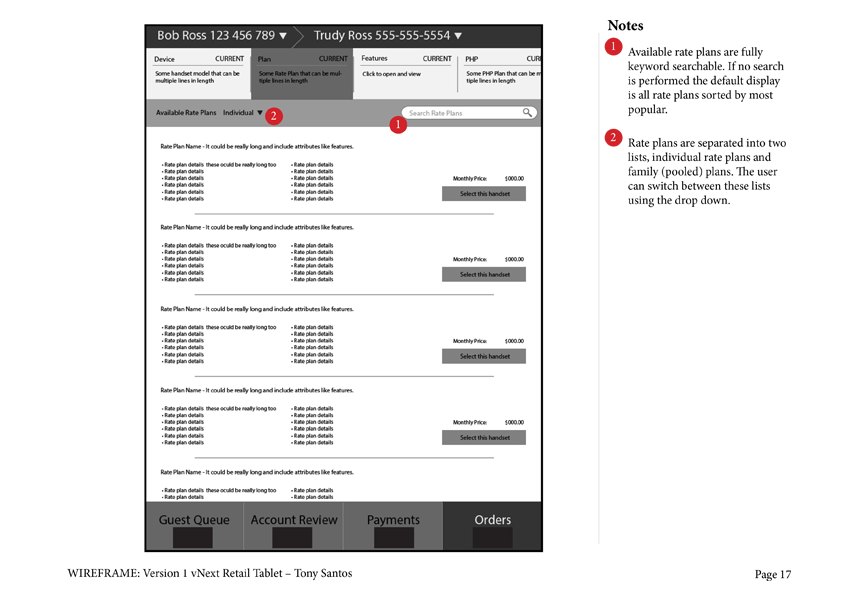 Bob Ross 123 456 789 ▼ Trudy Ross 555-555-5554 ▼
Device CURRENT Plan CURRENT Features CURRENT PHP CUR
Some handset model that can be multiple lines in length
Some Rate Plan that can be mul-tiple lines in length
Click to open and view
Some PHP Plan that can be m
tiple lines in length
Available Rate Plans Individual ▼ 2
Search Rate Plans
1
Rate Plan Name - It could be really long and include attributes like features.
• Rate plan details these oculd be really long too • Rate plan details
• Rate plan details • Rate plan details
• Rate plan details • Rate plan details Monthly Price: $000.00
• Rate plan details • Rate plan details
• Rate plan details • Rate plan details Select this handset
• Rate plan details • Rate plan details
Rate Plan Name - It could be really long and include attributes like features.
• Rate plan details these oculd be really long too • Rate plan details
• Rate plan details • Rate plan details
• Rate plan details • Rate plan details Monthly Price: $000.00
• Rate plan details • Rate plan details
• Rate plan details • Rate plan details Select this handset
• Rate plan details • Rate plan details
Rate Plan Name - It could be really long and include attributes like features.
• Rate plan details these oculd be really long too • Rate plan details
• Rate plan details • Rate plan details
• Rate plan details • Rate plan details Monthly Price: $000.00
• Rate plan details • Rate plan details
• Rate plan details • Rate plan details Select this handset
• Rate plan details • Rate plan details
Rate Plan Name - It could be really long and include attributes like features.
• Rate plan details these oculd be really long too • Rate plan details
• Rate plan details • Rate plan details
• Rate plan details • Rate plan details Monthly Price: $000.00
• Rate plan details • Rate plan details
• Rate plan details • Rate plan details Select this handset
• Rate plan details • Rate plan details
Rate Plan Name - It could be really long and include attributes like features.
• Rate plan details these oculd be really long too • Rate plan details
• Rate plan details • Rate plan details
Guest Queue Account Review Payments Orders
Notes
1 Available rate plans are fully
keyword searchable. If no search
is performed the default display
is all rate plans sorted by most
popular.
2 Rate plans are separated into two
lists, individual rate plans and
family (pooled) plans. The user
can switch between these lists
using the drop down.
WIREFRAME: Version 1 vNext Retail Tablet – Tony Santos
Page 17